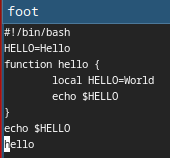 foot
#!/bin/bash
HELLO=Hello
function hello {
        local HELLO=World
        echo $HELLO
}
echo $HELLO
hello